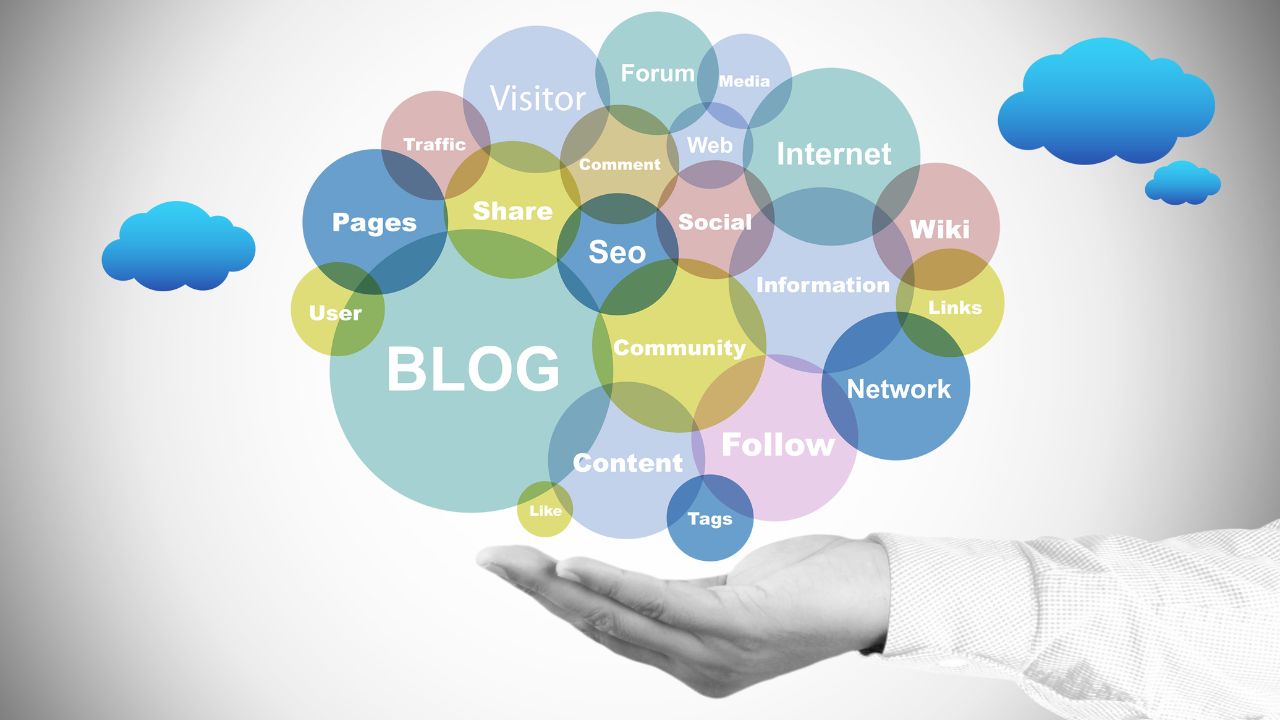 Forum
Media
Visitor
Traffic
Comment
Web
Internet
Pages
Share
Social
Wiki
Seo
User
Information
Links
BLOG
Community
Network
Content
Follow
Like
Tags